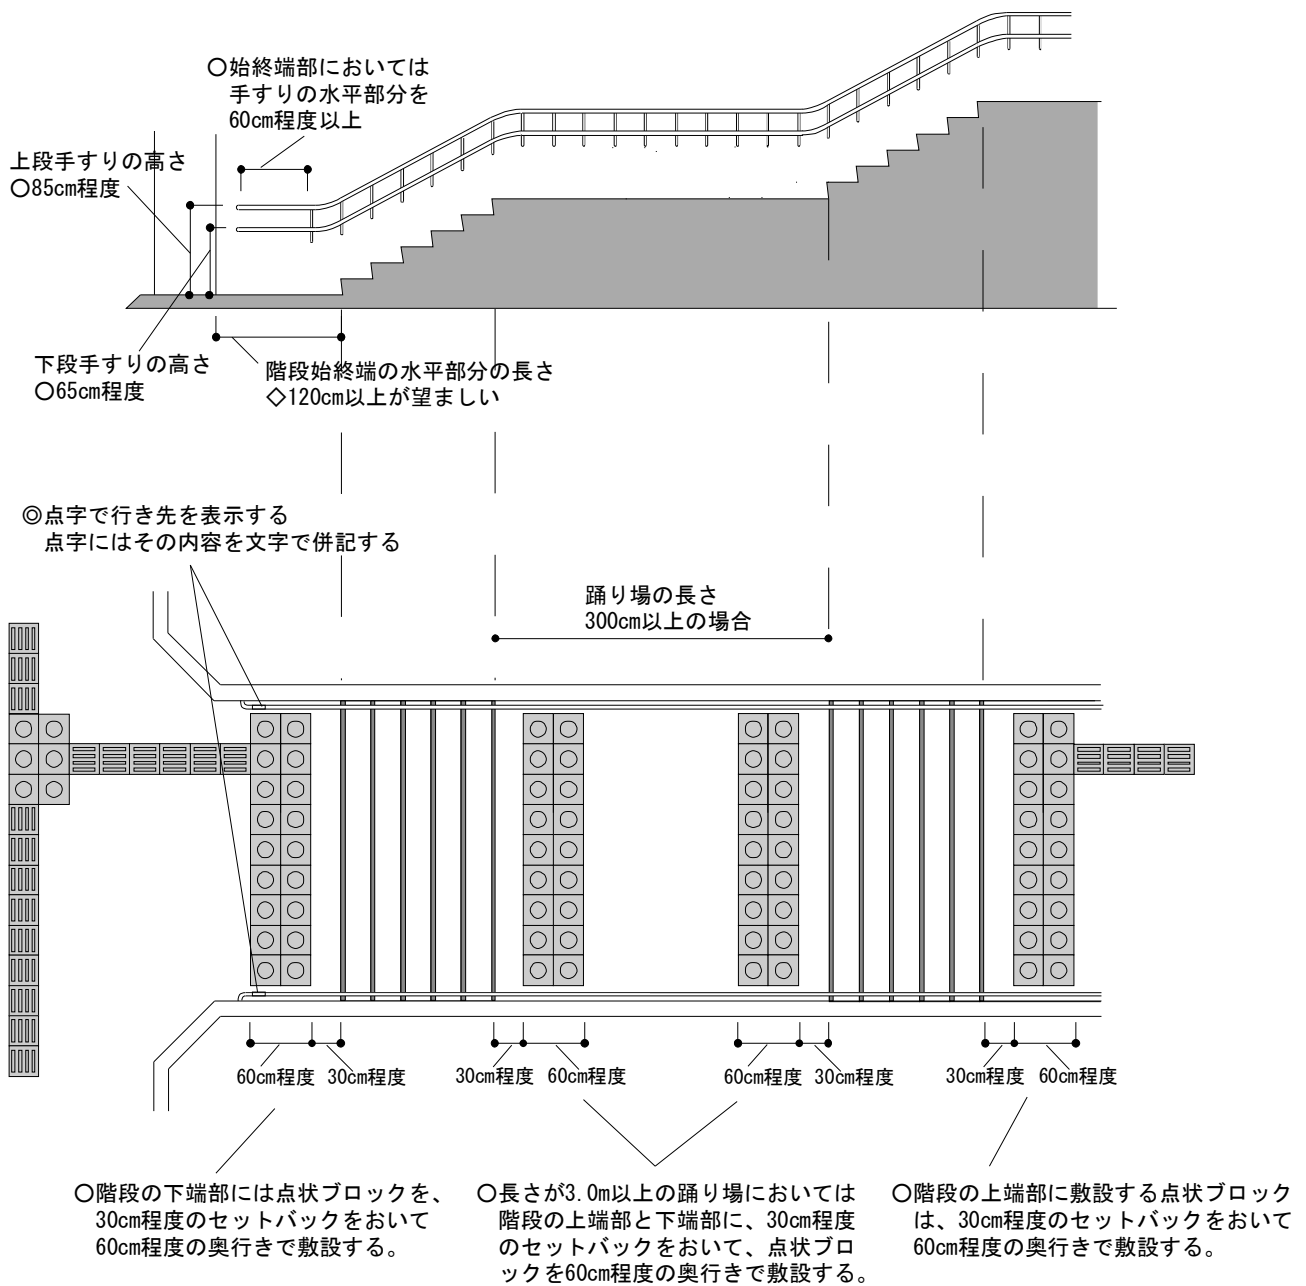 ○始終端部においては
手すりの水平部分を
60cm程度以上
上段手すりの高さ
○85cm程度
下段手すりの高さ
○65cm程度
階段始終端の水平部分の長さ
◇120cm以上が望ましい
◎点字で行き先を表示する
点字にはその内容を文字で併記する
踊り場の長さ
300cm以上の場合
60cm程度 30cm程度 30cm程度 60cm程度 60cm程度 30cm程度 30cm程度 60cm程度
○階段の下端部には点状ブロックを、
30cm程度のセットバックをおいて
60cm程度の奥行きで敷設する。
○長さが3.0m以上の踊り場においては
階段の上端部と下端部に、30cm程度
のセットバックをおいて、点状ブロ
ックを60cm程度の奥行きで敷設する。
○階段の上端部に敷設する点状ブロック
は、30cm程度のセットバックをおいて
60cm程度の奥行きで敷設する。